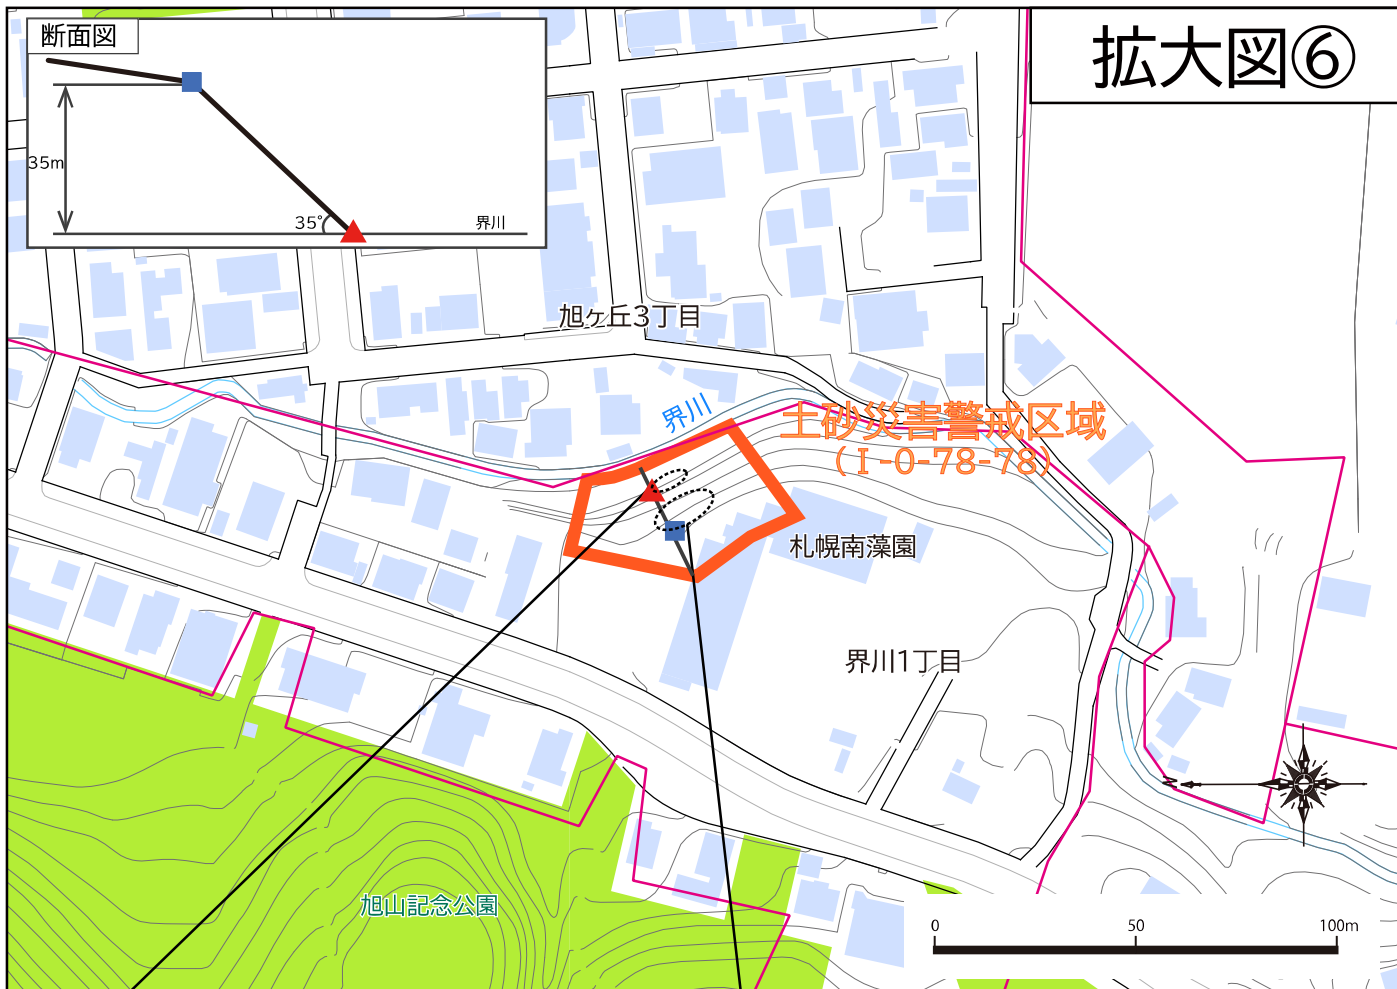 断面図
35m
35°
界川
拡大図⑥
旭ヶ丘3丁目
界川
土砂災害警戒区域
(Ⅰ-0-78-78)
札幌南藻園
界川1丁目
N
旭山記念公園
0 50 100m